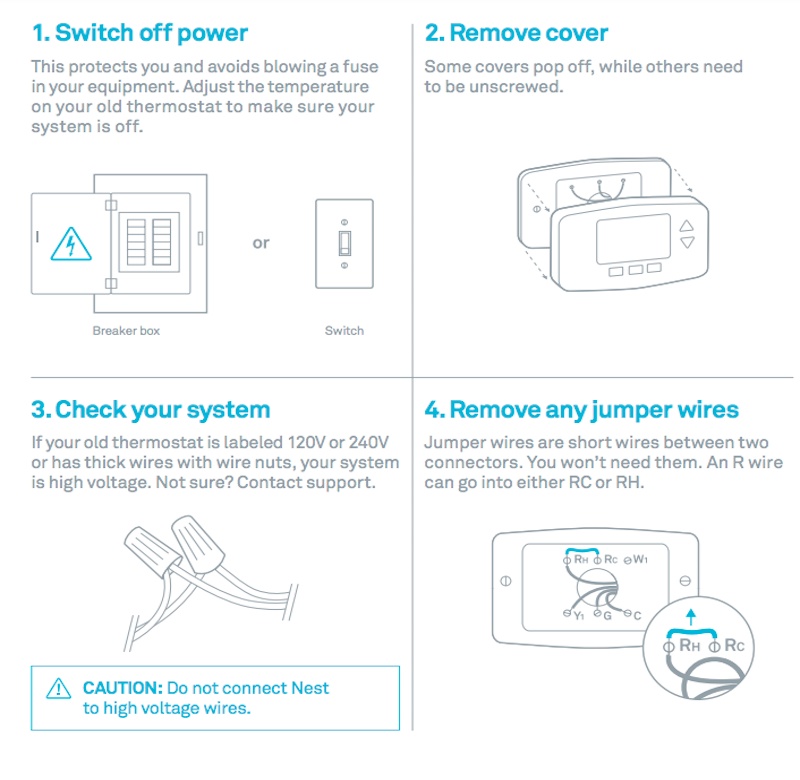 1. Switch off power
This protects you and avoids blowing a fuse
in your equipment. Adjust the temperature
on your old thermostat to make sure your
system is off.
or
Breaker box
Switch
2. Remove cover
Some covers pop off, while others need
to be unscrewed.
3. Check your system
If your old thermostat is labeled 120V or 240V
or has thick wires with wire nuts, your system
is high voltage. Not sure? Contact support.
CAUTION: Do not connect Nest
to high voltage wires.
4. Remove any jumper wires
Jumper wires are short wires between two
connectors. You won't need them. An R wire
can go into either RC or RH.
RH RC W1
Y1 G C
RH RC